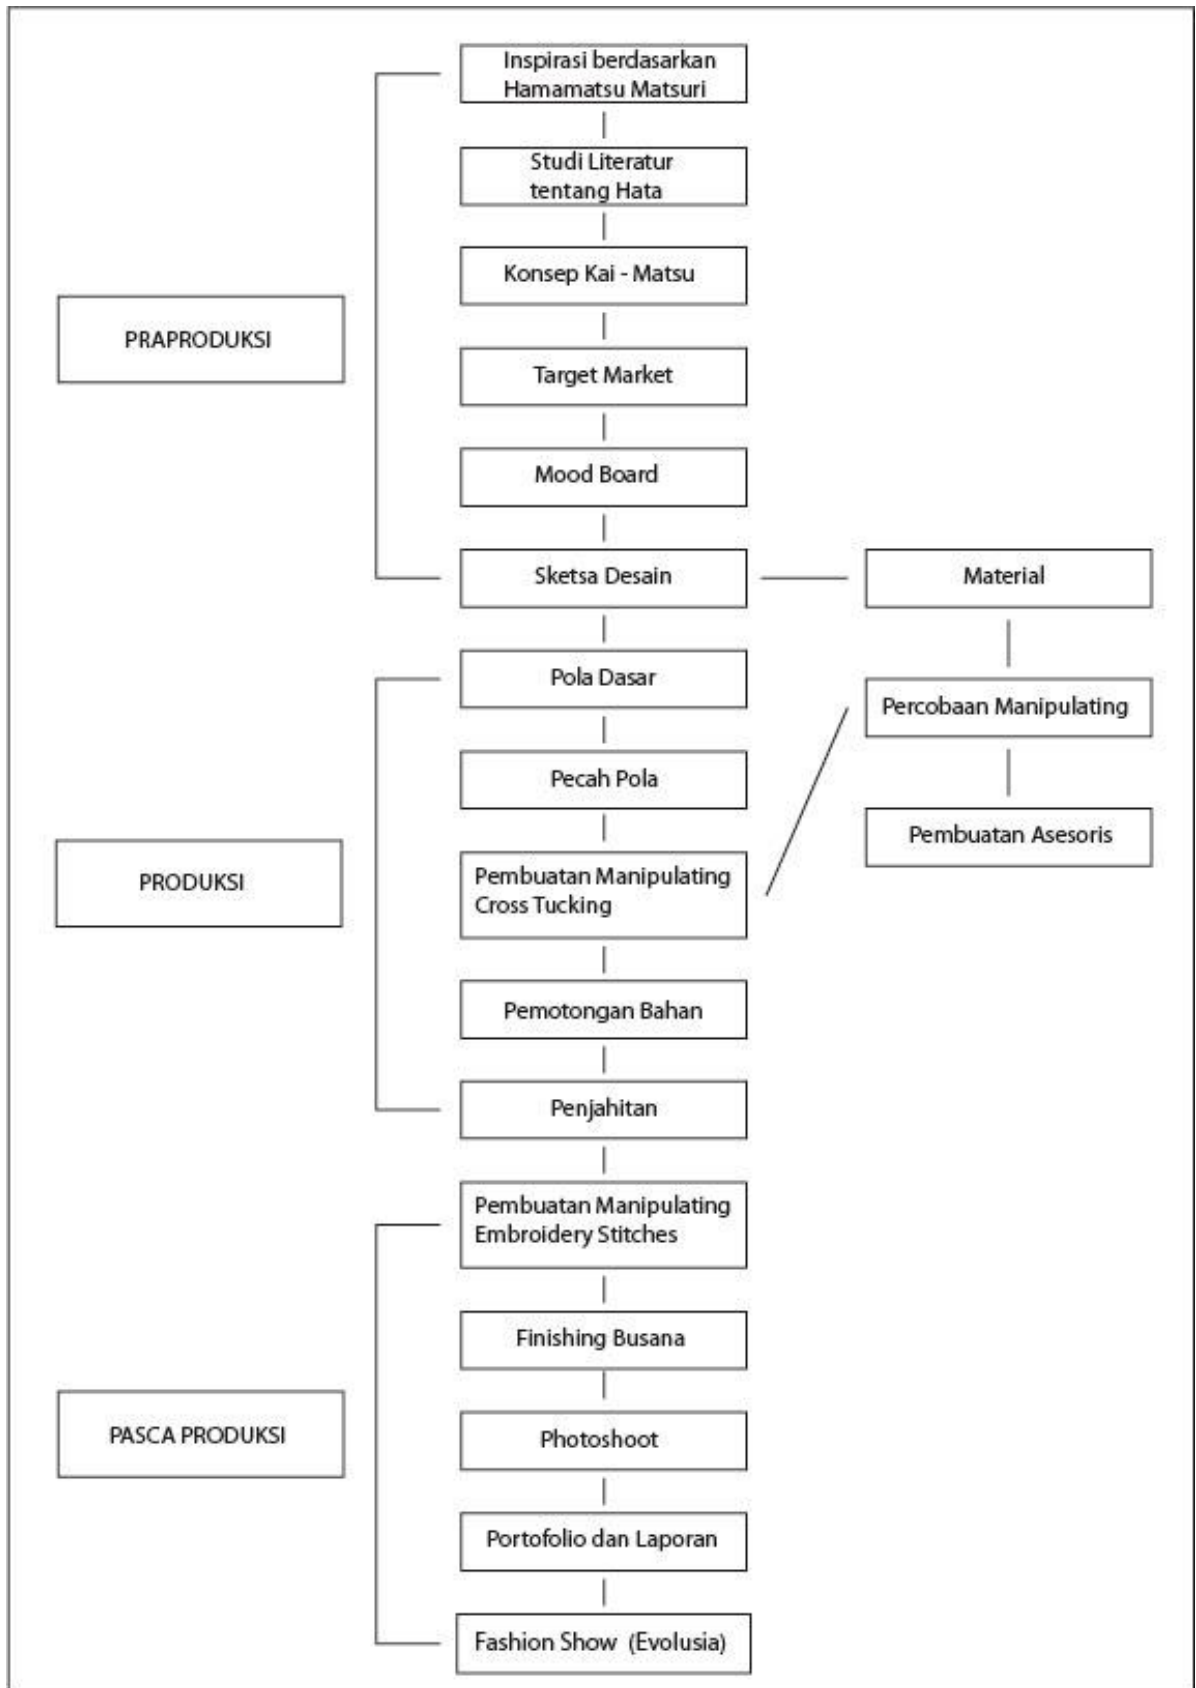 Inspirasi berdasarkan
Hamamatsu Matsuri
Studi Literatur
tentang Hata
Konsep Kai - Matsu
PRAPRODUKSI
Target Market
Mood Board
Sketsa Desain
Material
Pola Dasar
Percobaan Manipulating
Pecah Pola
Pembuatan Asesoris
PRODUKSI
Pembuatan Manipulating
Cross Tucking
Pemotongan Bahan
Penjahitan
Pembuatan Manipulating
Embroidery Stitches
Finishing Busana
PASCA PRODUKSI
Photoshoot
Portofolio dan Laporan
Fashion Show (Evolusia)